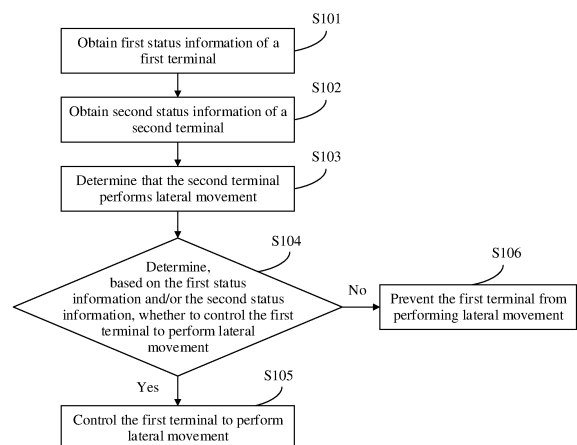 S101
Obtain first status information of a
first terminal
S102
Obtain second status information of a
second terminal
S103
Determine that the second terminal
performs lateral movement
S104
Determine,
based on the first status
information and/or the second status
information, whether to control the first
terminal to perform lateral
movement
No
S106
Prevent the first terminal from
performing lateral movement
Yes
S105
Control the first terminal to perform
lateral movement